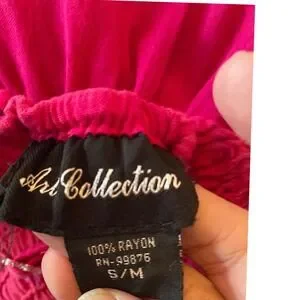 Art Collection
100% RAYON
RN-99876
S/M